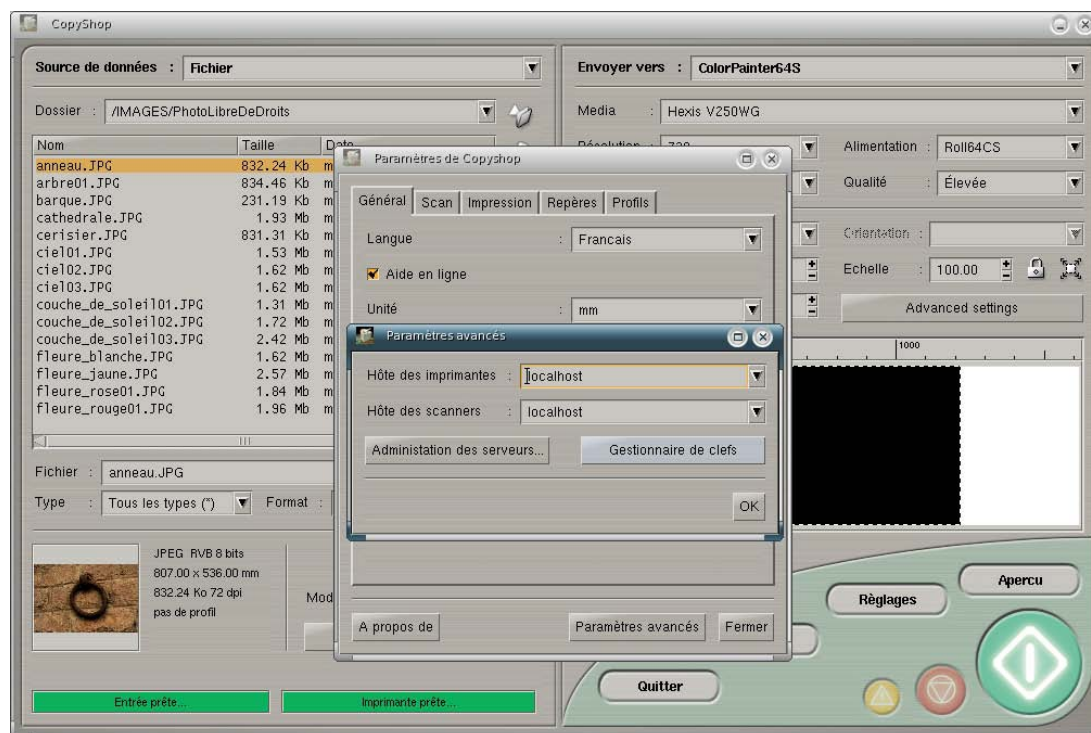 CopyShop
Source de données : Fichier
Dossier : /IMAGES/PhotoLibreDeDroits
Nom Taille Date
anneau.JPG 832.24 Kb m
arbre01.JPG 834.46 Kb m
barque.JPG 231.19 Kb m
cathedrale.JPG 1.93 Mb m
cerisier.JPG 831.31 Kb m
ciel01.JPG 1.53 Mb m
ciel02.JPG 1.62 Mb m
ciel03.JPG 1.62 Mb m
couche_de_soleil01.JPG 1.31 Mb m
couche_de_soleil02.JPG 1.72 Mb m
couche_de_soleil03.JPG 2.42 Mb m
fleure_blanche.JPG 1.62 Mb m
fleure_jaune.JPG 2.57 Mb m
fleure_rose01.JPG 1.84 Mb m
fleure_rouge01.JPG 1.96 Mb m
Fichier : anneau.JPG
Type : Tous les types (*) Format :
JPEG RVB 8 bits
807.00 x 536.00 mm
832.24 Ko 72 dpi
pas de profil
Mod
Entrée prête...
Imprimante prête...
Envoyer vers : ColorPainter64S
Media : Hexis V250WG
Résolution : 720
Alimentation : Roll64CS
Qualité : Élevée
Orientation :
Echelle : 100.00
Advanced settings
1000
Paramètres de Copyshop
Général Scan Impression Repères Profils
Langue : Francais
Aide en ligne
Unité : mm
Paramètres avancés
Hôte des imprimantes : localhost
Hôte des scanners : localhost
Administation des serveurs... Gestionnaire de clefs
OK
A propos de Paramètres avancés Fermer
Apercu
Règlages
Quitter